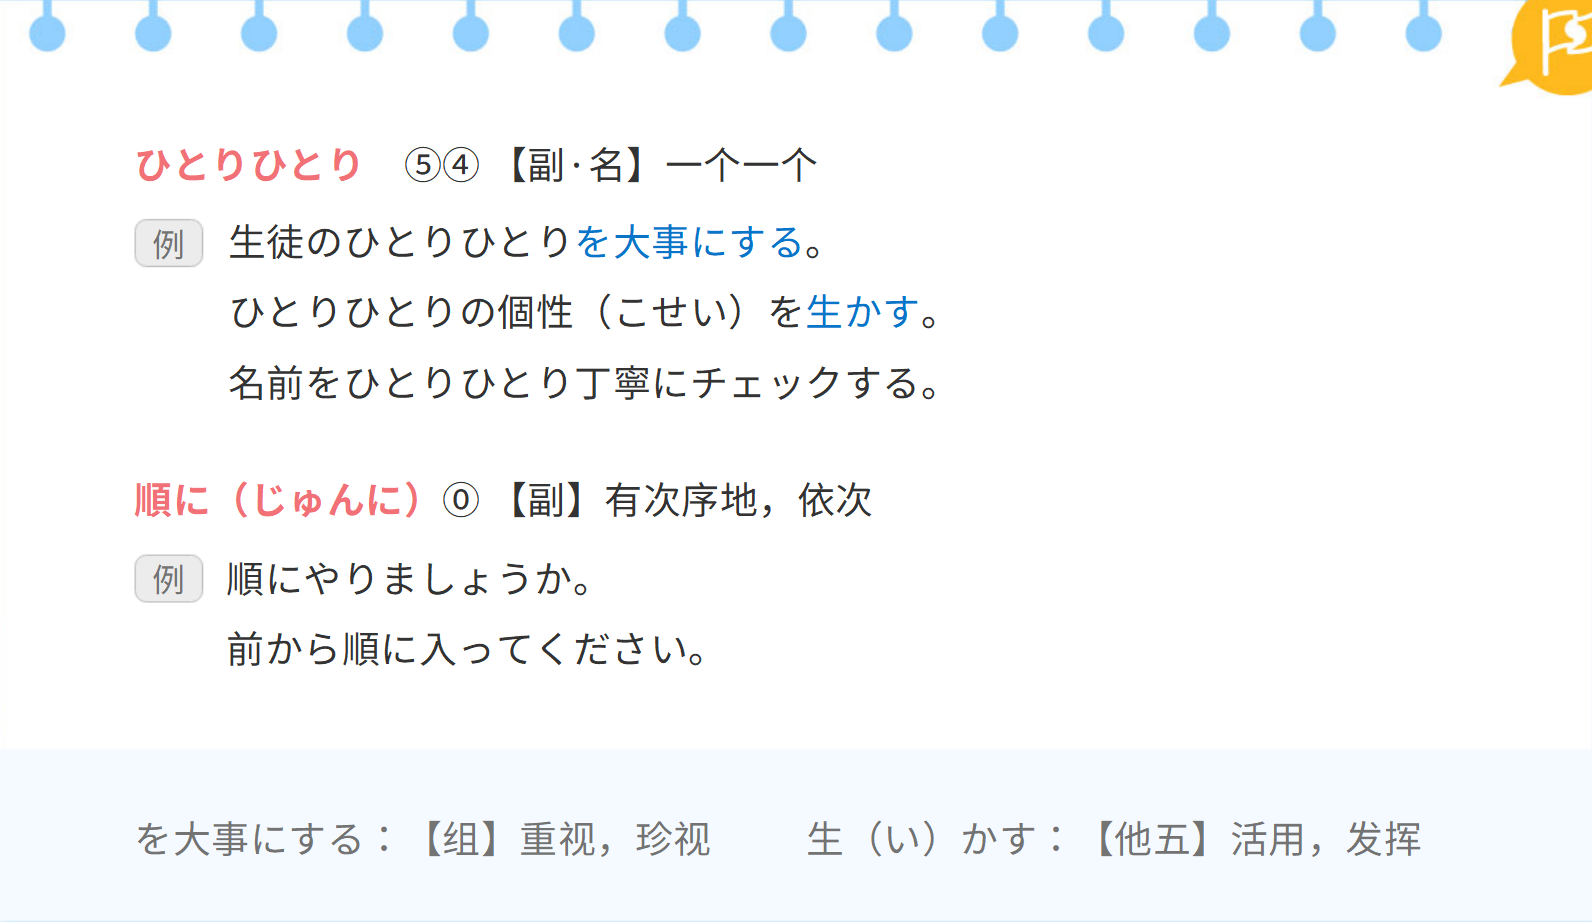 ひとりひとり ⑤④ 【副·名】一个一个
例 生徒のひとりひとりを大事にする。
ひとりひとりの個性（こせい）を生かす。
名前をひとりひとり丁寧にチェックする。
順に（じゅんに）⓪ 【副】有次序地，依次
例 順にやりましょうか。
前から順に入ってください。
を大事にする：【组】重视，珍视 生（い）かす：【他五】活用，发挥